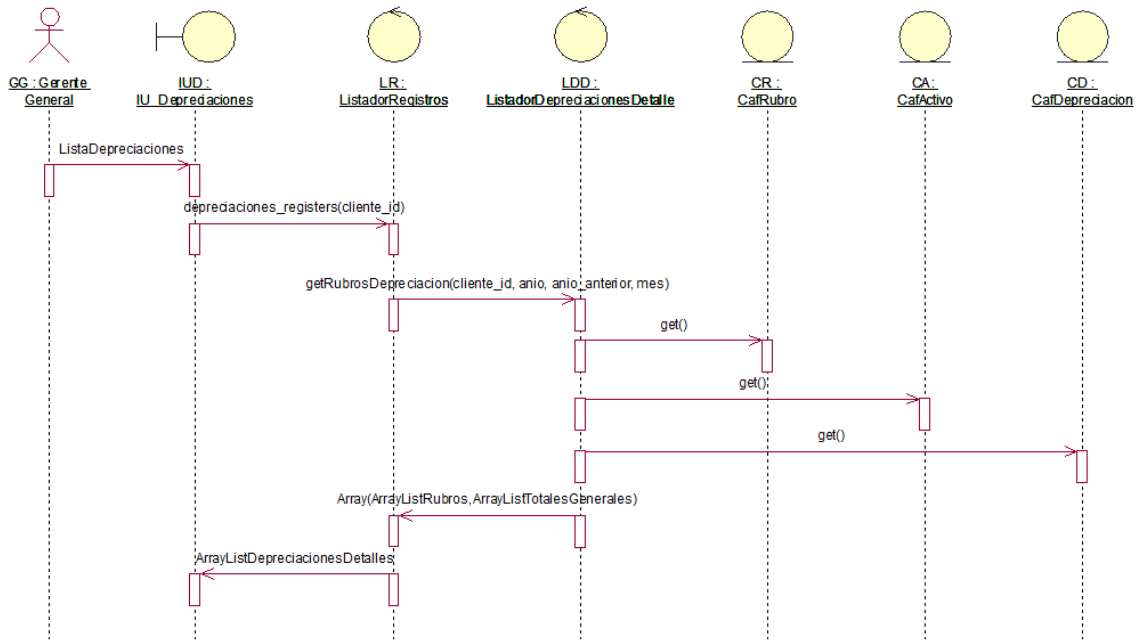 GG : Gerente
General
IUD :
IU_Depreciaciones
LR :
ListadorRegistros
LDD :
ListadorDepreciacionesDetalle
CR :
CafRubro
CA :
CafActivo
CD :
CafDepreciacion
ListaDepreciaciones
depreciaciones_registers(cliente_id)
getRubrosDepreciacion(cliente_id, anio, anio_anterior, mes)
get()
get()
get()
Array(ArrayListRubros, ArrayListTotalesGenerales)
ArrayListDepreciacionesDetalles